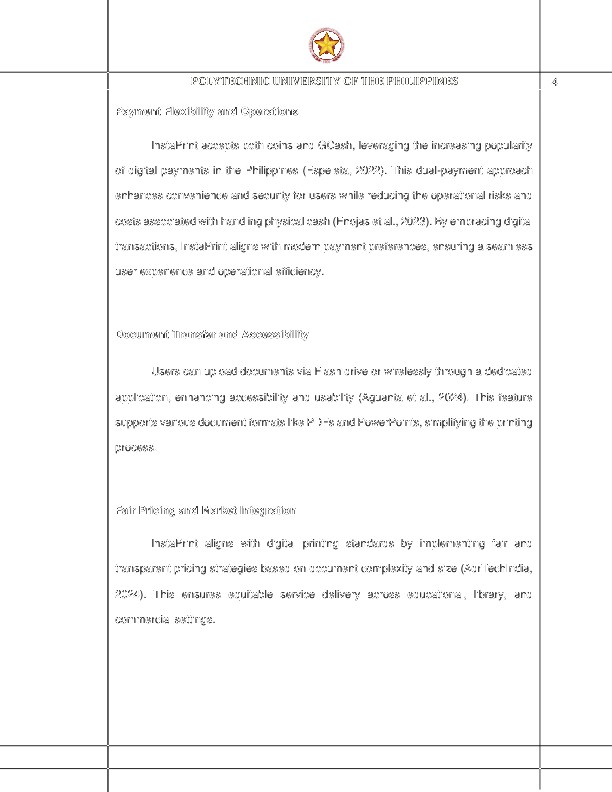 POLYTECHNIC UNIVERSITY OF THE PHILIPPINES
4
Payment Flexibility and Operations
InstaPrint accepts both coins and GCash, leveraging the increasing popularity
of digital payments in the Philippines (Espelata, 2022). This dual-payment approach
enhances convenience and security for users while reducing the operational risks and
costs associated with handling physical cash (Enojas et al., 2023). By embracing digital
transactions, InstaPrint aligns with modern payment preferences, ensuring a seamless
user experience and operational efficiency.
Document Transfer and Accessibility
Users can upload documents via Flash drive or wirelessly through a dedicated
application, enhancing accessibility and usability (Aguanta et al., 2024). This feature
supports various document formats like PDFs and PowerPoints, simplifying the printing
process.
Fair Pricing and Market Integration
InstaPrint aligns with digital printing standards by implementing fair and
transparent pricing strategies based on document complexity and size (AdriTechIndia,
2024). This ensures equitable service delivery across educational, library, and
commercial settings.